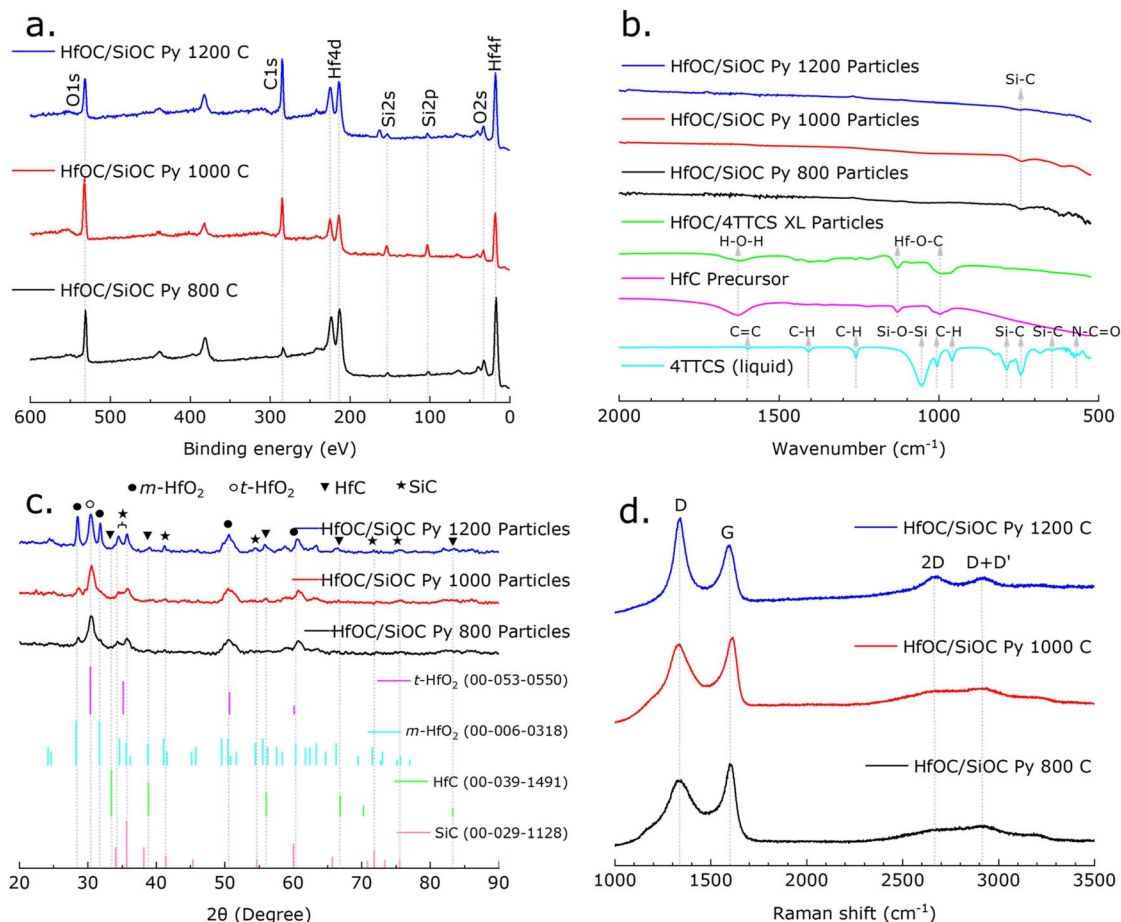 a.
HfOC/SiOC Py 1200 C
O1s
C1s
Hf4d
Si2s
Si2p
O2s
Hf4f
HfOC/SiOC Py 1000 C
HfOC/SiOC Py 800 C
600 500 400 300 200 100 0
Binding energy (eV)
b.
HfOC/SiOC Py 1200 Particles
Si-C
HfOC/SiOC Py 1000 Particles
HfOC/SiOC Py 800 Particles
HfOC/4TTCS XL Particles
H-O-H Hf-O-C
HfC Precursor
C=C C-H C-H Si-O-Si C-H Si-C Si-C N-C=O
4TTCS (liquid)
2000 1500 1000 500
Wavenumber (cm⁻¹)
c.
m-HfO₂ t-HfO₂ HfC SiC
HfOC/SiOC Py 1200 Particles
HfOC/SiOC Py 1000 Particles
HfOC/SiOC Py 800 Particles
t-HfO₂ (00-053-0550)
m-HfO₂ (00-006-0318)
HfC (00-039-1491)
SiC (00-029-1128)
20 30 40 50 60 70 80 90
2θ (Degree)
d.
D
G
HfOC/SiOC Py 1200 C
2D D+D'
HfOC/SiOC Py 1000 C
HfOC/SiOC Py 800 C
1000 1500 2000 2500 3000 3500
Raman shift (cm⁻¹)